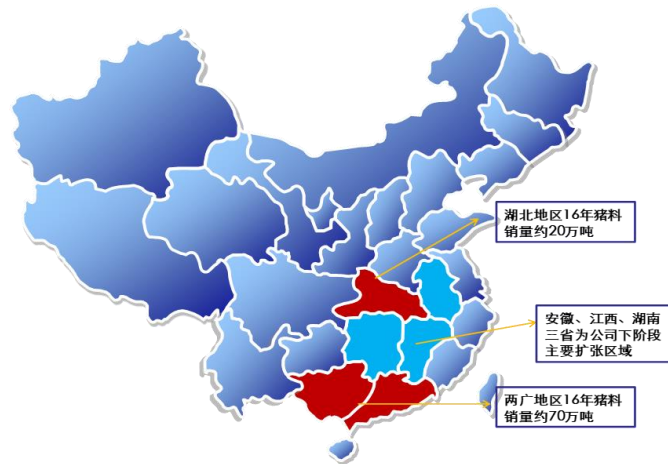 湖北地区16年猪料
销量约20万吨
安徽、江西、湖南
三省为公司下阶段
主要扩张区域
两广地区16年猪料
销量约70万吨